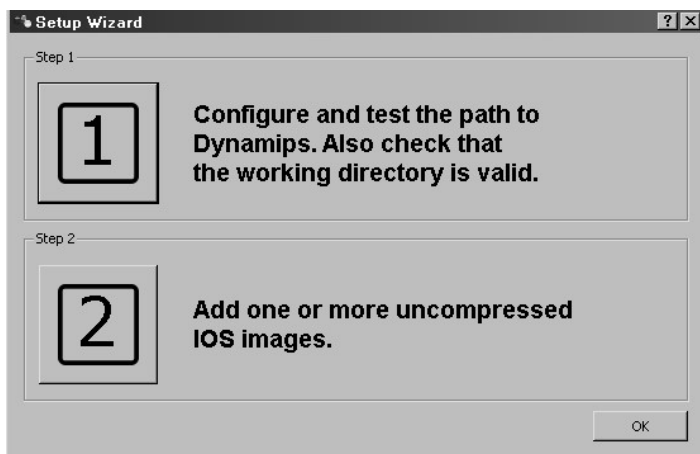 Setup Wizard
Step 1
1
Configure and test the path to
Dynamips. Also check that
the working directory is valid.
Step 2
2
Add one or more uncompressed
IOS images.
OK